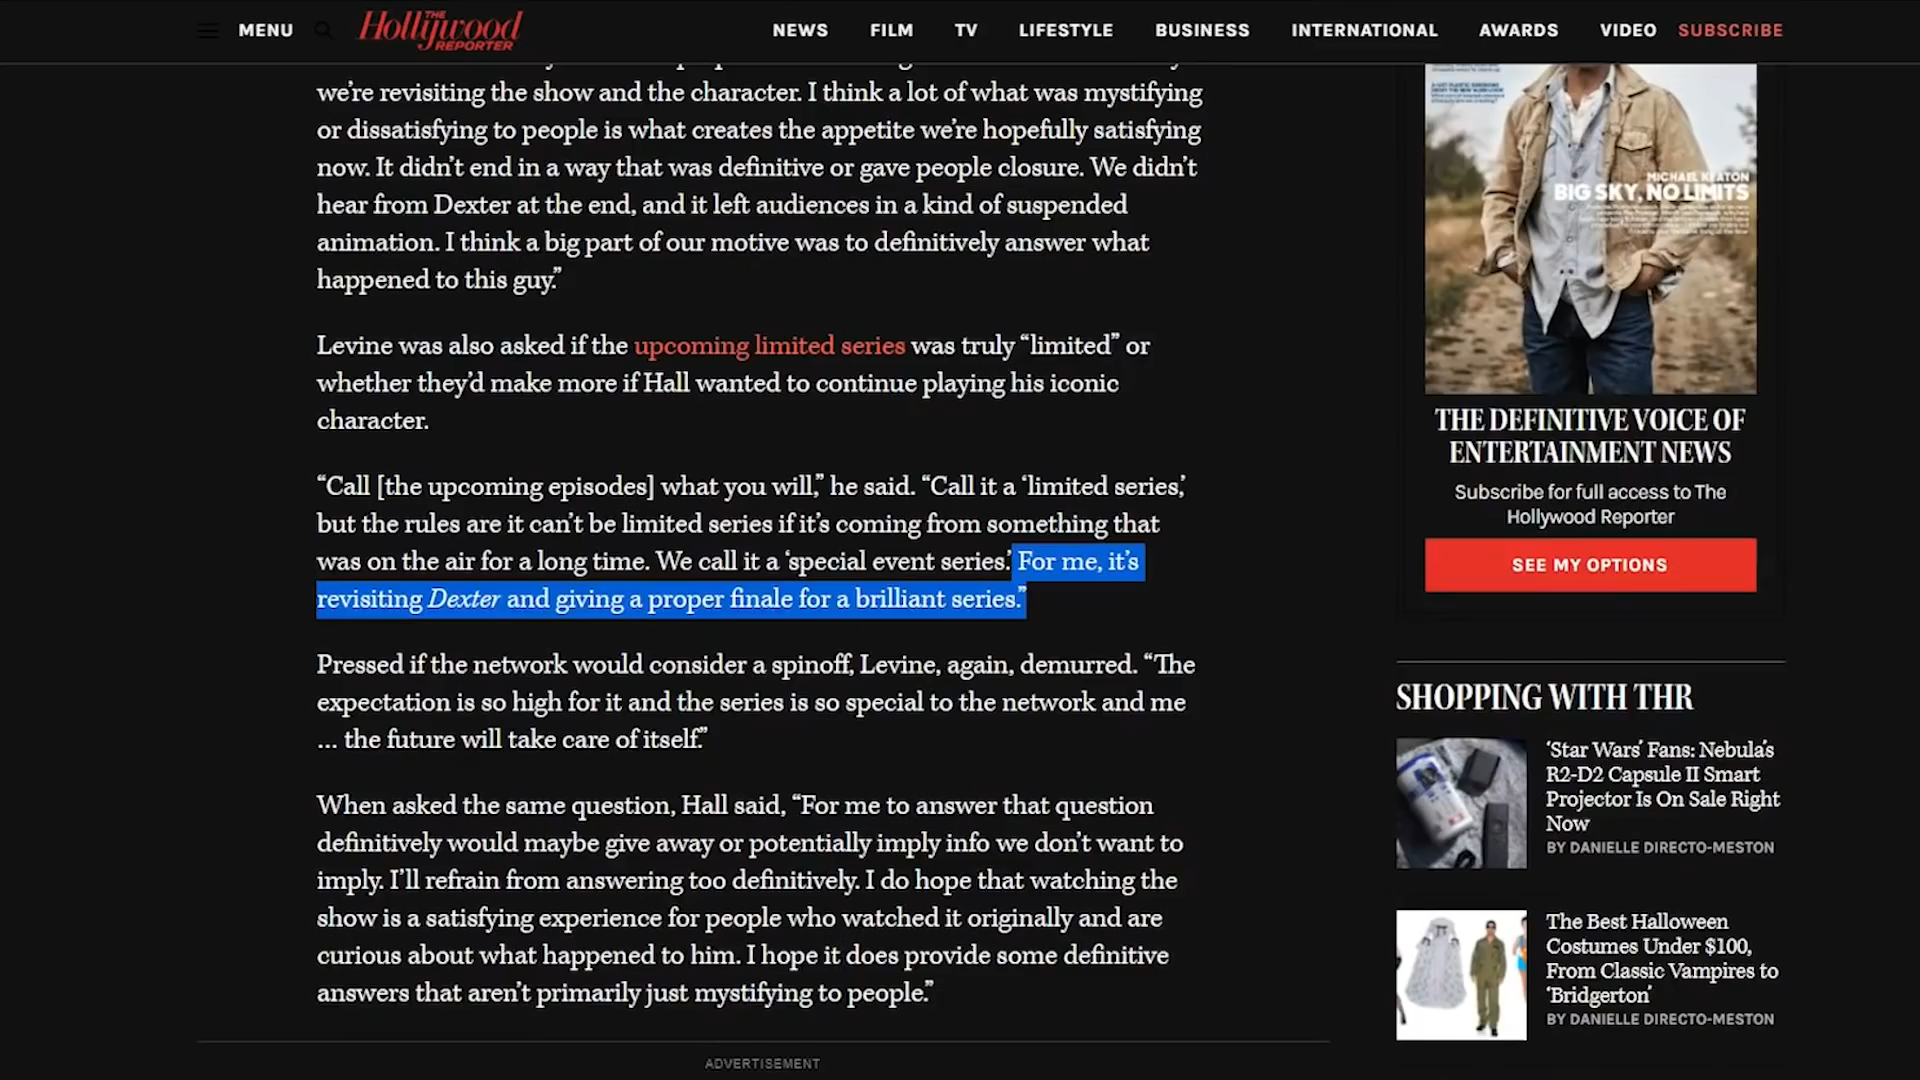 MENU
THE
Hollywood
REPORTER
NEWS
FILM
TV
LIFESTYLE
BUSINESS
INTERNATIONAL
AWARDS
VIDEO
SUBSCRIBE
we’re revisiting the show and the character. I think a lot of what was mystifying
or dissatisfying to people is what creates the appetite we’re hopefully satisfying
now. It didn’t end in a way that was definitive or gave people closure. We didn’t
hear from Dexter at the end, and it left audiences in a kind of suspended
animation. I think a big part of our motive was to definitively answer what
happened to this guy.”
Levine was also asked if the upcoming limited series was truly “limited” or
whether they’d make more if Hall wanted to continue playing his iconic
character.
“Call [the upcoming episodes] what you will,” he said. “Call it a ‘limited series,’
but the rules are it can’t be limited series if it’s coming from something that
was on the air for a long time. We call it a ‘special event series.’ For me, it’s
revisiting Dexter and giving a proper finale for a brilliant series.”
Pressed if the network would consider a spinoff, Levine, again, demurred. “The
expectation is so high for it and the series is so special to the network and me
… the future will take care of itself.”
When asked the same question, Hall said, “For me to answer that question
definitively would maybe give away or potentially imply info we don’t want to
imply. I’ll refrain from answering too definitively. I do hope that watching the
show is a satisfying experience for people who watched it originally and are
curious about what happened to him. I hope it does provide some definitive
answers that aren’t primarily just mystifying to people.”
ADVERTISEMENT
MICHAEL KEATON
BIG SKY, NO LIMITS
THE DEFINITIVE VOICE OF
ENTERTAINMENT NEWS
Subscribe for full access to The
Hollywood Reporter
SEE MY OPTIONS
SHOPPING WITH THR
‘Star Wars’ Fans: Nebula’s
R2-D2 Capsule II Smart
Projector Is On Sale Right
Now
BY DANIELLE DIRECTO-MESTON
The Best Halloween
Costumes Under $100,
From Classic Vampires to
‘Bridgerton’
BY DANIELLE DIRECTO-MESTON